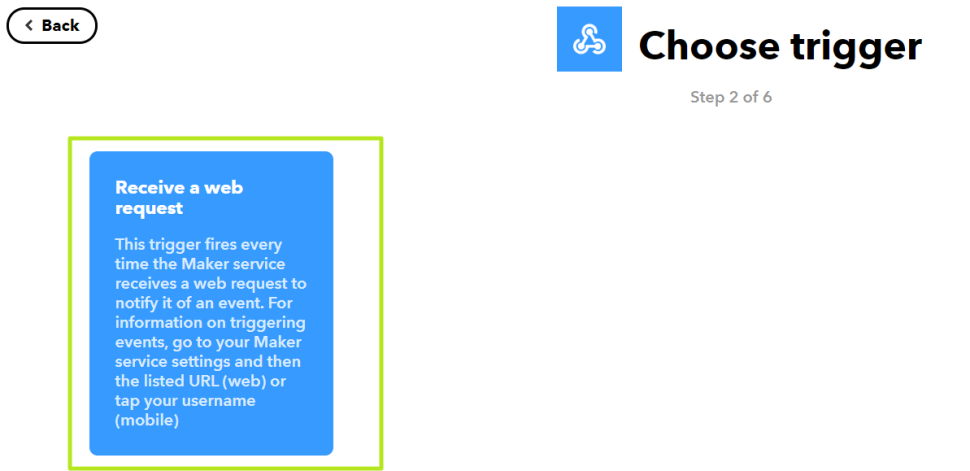 Back
Choose trigger
Step 2 of 6
Receive a web
request
This trigger fires every
time the Maker service
receives a web request to
notify it of an event. For
information on triggering
events, go to your Maker
service settings and then
the listed URL (web) or
tap your username
(mobile)